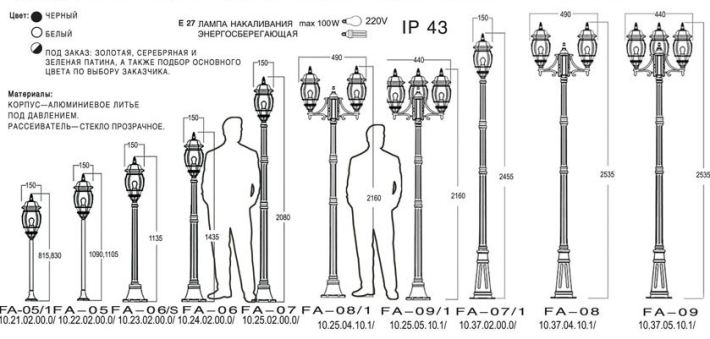 Цвет: ЧЕРНЫЙ
БЕЛЫЙ
ПОД ЗАКАЗ: ЗОЛОТАЯ, СЕРЕБРЯНАЯ И
ЗЕЛЕНАЯ ПАТИНА, А ТАКЖЕ ПОДБОР ОСНОВНОГО
ЦВЕТА ПО ВЫБОРУ ЗАКАЗЧИКА.
Материалы:
КОРПУС—АЛЮМИНИЕВОЕ ЛИТЬЕ
ПОД ДАВЛЕНИЕМ.
РАССЕИВАТЕЛЬ—СТЕКЛО ПРОЗРАЧНОЕ.
E 27 ЛАМПА НАКАЛИВАНИЯ max 100W 220V
ЭНЕРГОСБЕРЕГАЮЩАЯ
IP 43
150 150 150 150 150 490 440 150 490 440
815,830 1090,1105 1135 1435 2080 2160 2160 2455 2535 2535
FA-05/1 FA-05 FA-06/S FA-06 FA-07 FA-08/1 FA-09/1 FA-07/1 FA-08 FA-09
10.21.02.00.0/ 10.22.02.00.0/ 10.23.02.00.0/ 10.24.02.00.0/ 10.25.02.00.0/ 10.25.04.10.1/ 10.25.05.10.1/ 10.37.02.00.0/ 10.37.04.10.1/ 10.37.05.10.1/